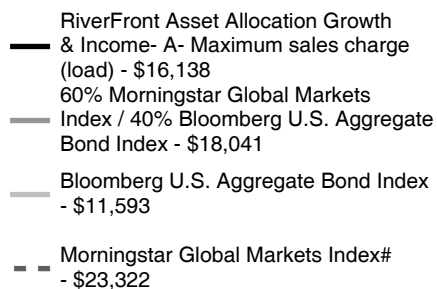 RiverFront Asset Allocation Growth
& Income- A- Maximum sales charge
(load) - $16,138
60% Morningstar Global Markets
Index / 40% Bloomberg U.S. Aggregate
Bond Index - $18,041
Bloomberg U.S. Aggregate Bond Index
- $11,593
Morningstar Global Markets Index#
- $23,322